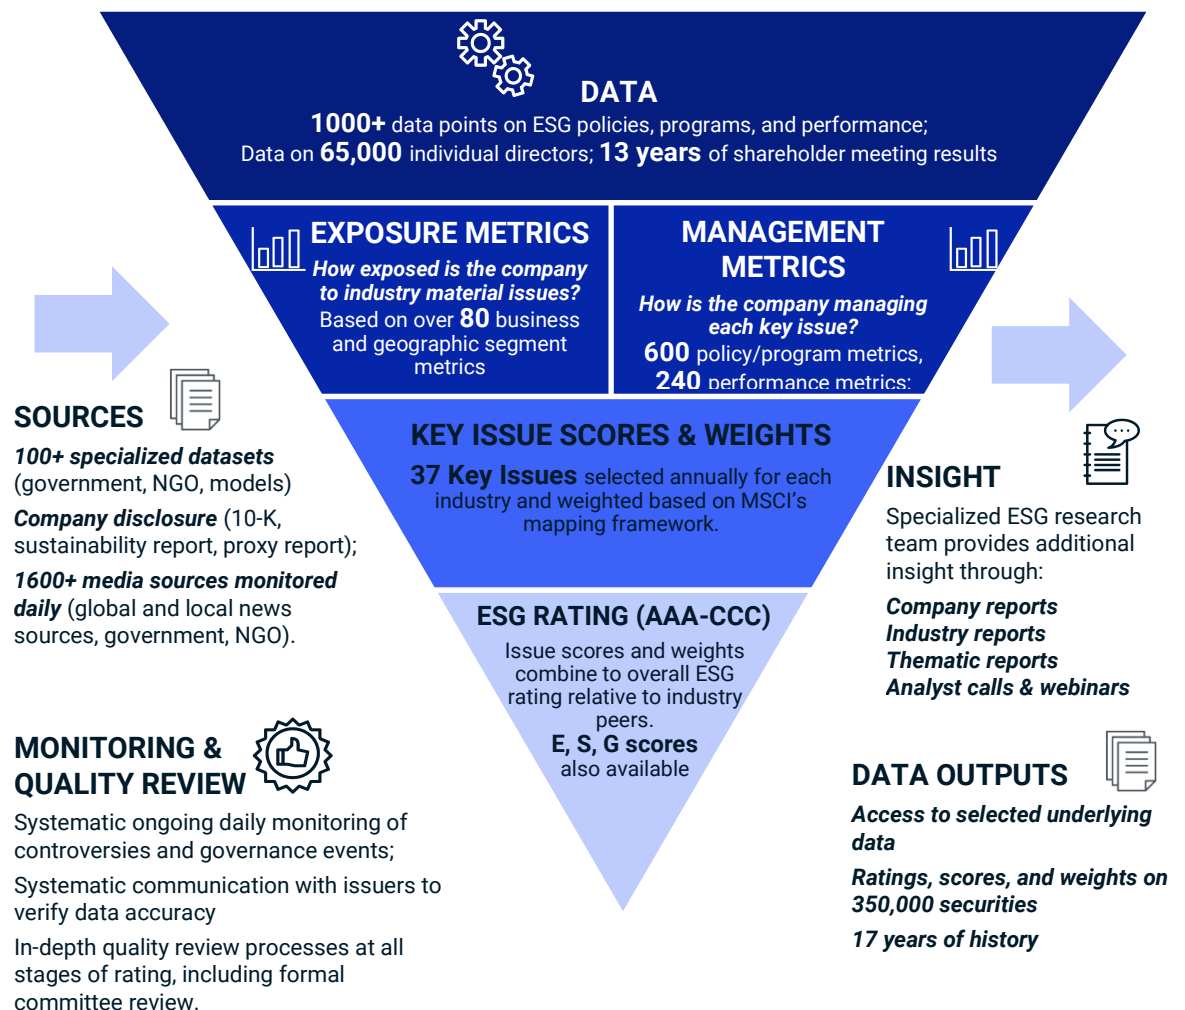 DATA
1000+ data points on ESG policies, programs, and performance;
Data on 65,000 individual directors; 13 years of shareholder meeting results
EXPOSURE METRICS
How exposed is the company
to industry material issues?
Based on over 80 business
and geographic segment
metrics
MANAGEMENT
METRICS
How is the company managing
each key issue?
600 policy/program metrics,
240 performance metrics;
KEY ISSUE SCORES & WEIGHTS
37 Key Issues selected annually for each
industry and weighted based on MSCI’s
mapping framework.
ESG RATING (AAA-CCC)
Issue scores and weights
combine to overall ESG
rating relative to industry
peers.
E, S, G scores
also available
SOURCES
100+ specialized datasets
(government, NGO, models)
Company disclosure (10-K,
sustainability report, proxy report);
1600+ media sources monitored
daily (global and local news
sources, government, NGO).
MONITORING &
QUALITY REVIEW
Systematic ongoing daily monitoring of
controversies and governance events;
Systematic communication with issuers to
verify data accuracy
In-depth quality review processes at all
stages of rating, including formal
committee review.
INSIGHT
Specialized ESG research
team provides additional
insight through:
Company reports
Industry reports
Thematic reports
Analyst calls & webinars
DATA OUTPUTS
Access to selected underlying
data
Ratings, scores, and weights on
350,000 securities
17 years of history